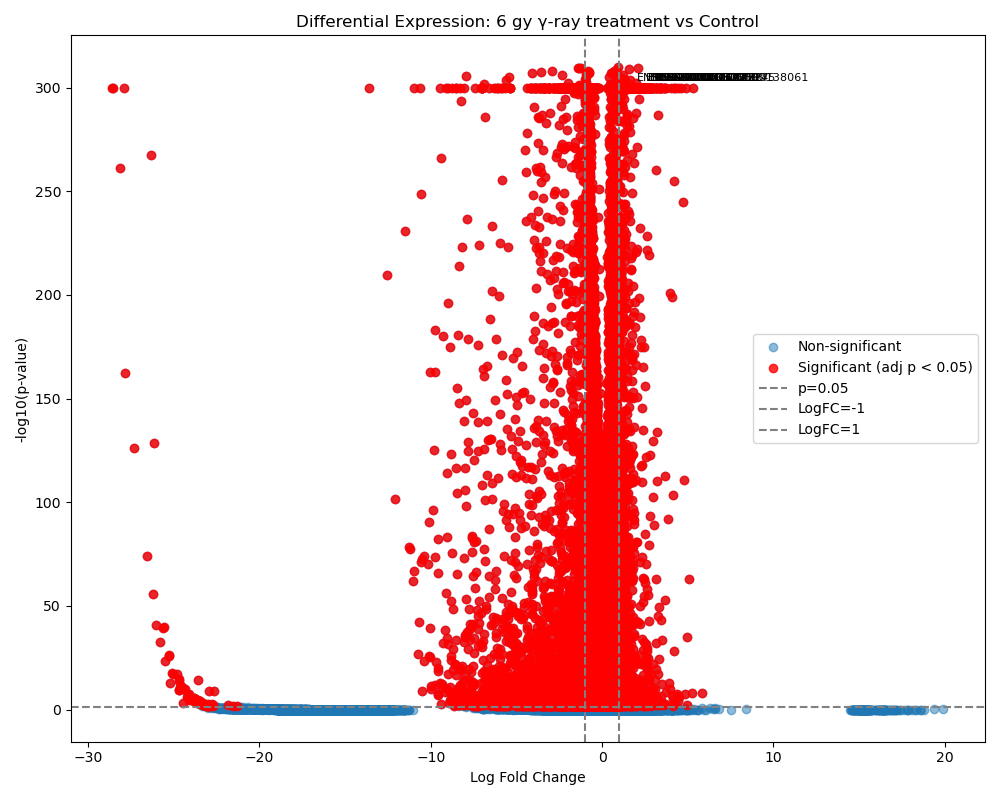 Differential Expression: 6 gy γ-ray treatment vs Control
300
250
200
150
100
50
0
-log10(p-value)
Non-significant
Significant (adj p < 0.05)
p=0.05
LogFC=-1
LogFC=1
−30
−20
−10
0
10
20
Log Fold Change